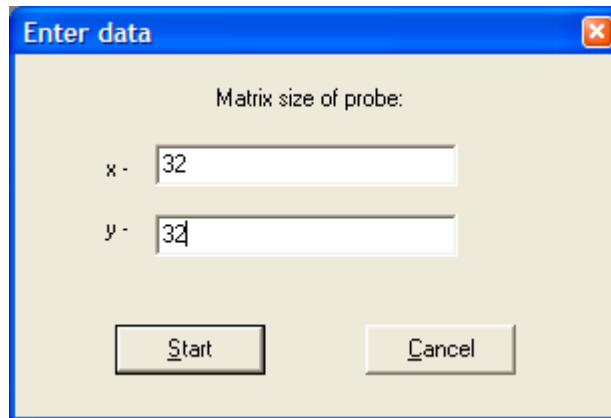 Enter data
Matrix size of probe:
x - 32
y - 32
Start Cancel